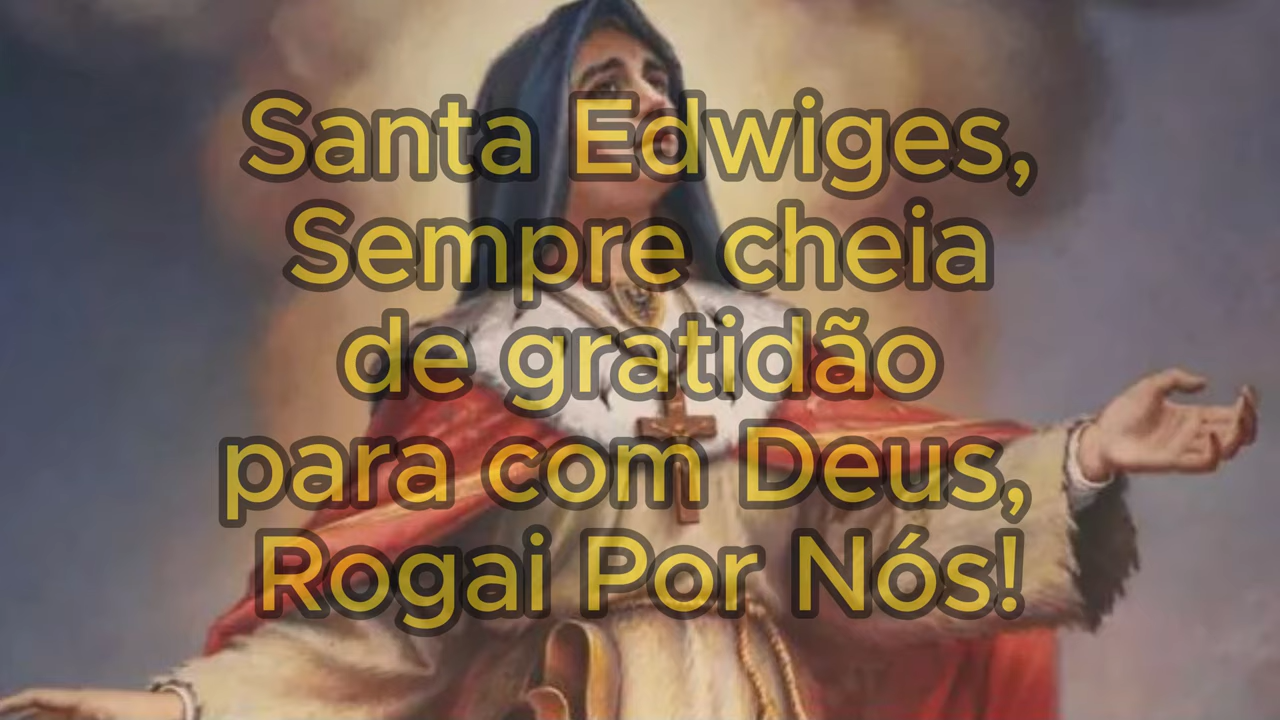 Santa Edwiges,
Sempre cheia
de gratidão
para com Deus,
Rogai Por Nós!